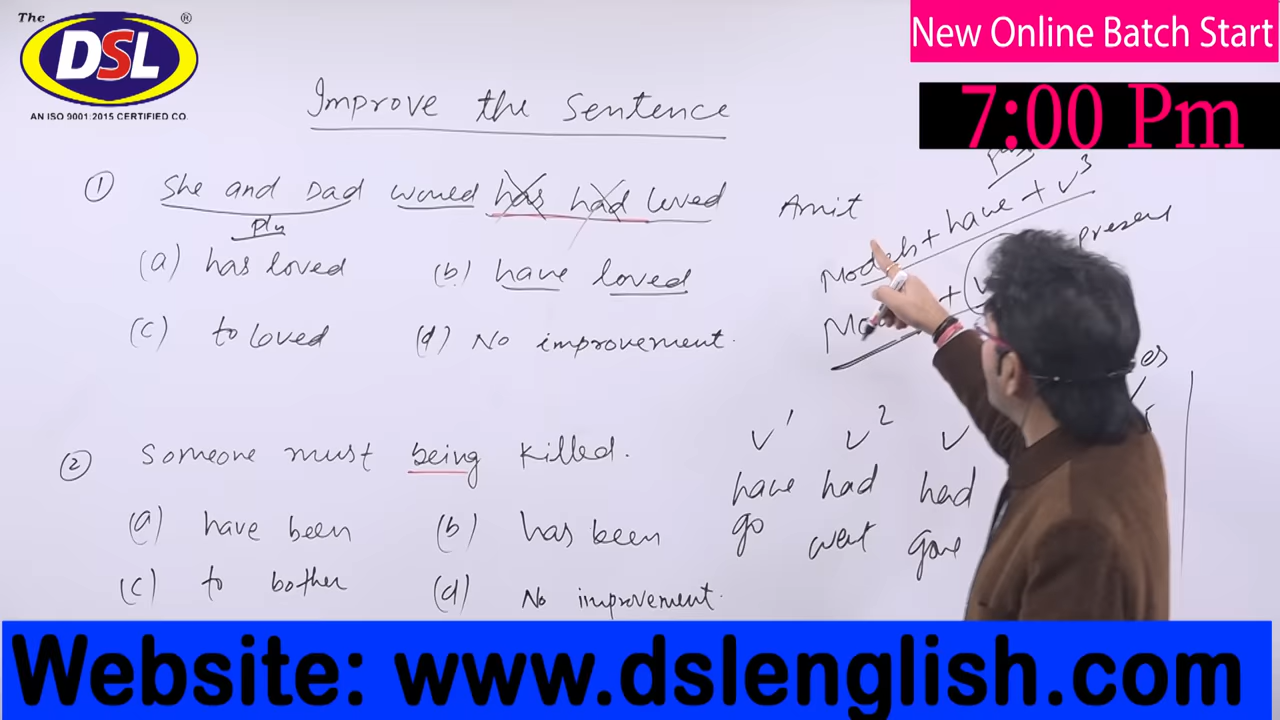 The
DSL
®
AN ISO 9001:2015 CERTIFIED CO.
New Online Batch Start
7:00 Pm
Improve the Sentence
① She and Dad would has had loved Amit
plu
(a) has loved (b) have loved
(c) to loved (d) No improvement.
② Someone must being killed.
(a) have been (b) has been
(c) to bother (d) No improvement.
Models + have + v³
present
+
es
v¹ v² v
have had had
go went gone
Website: www.dslenglish.com